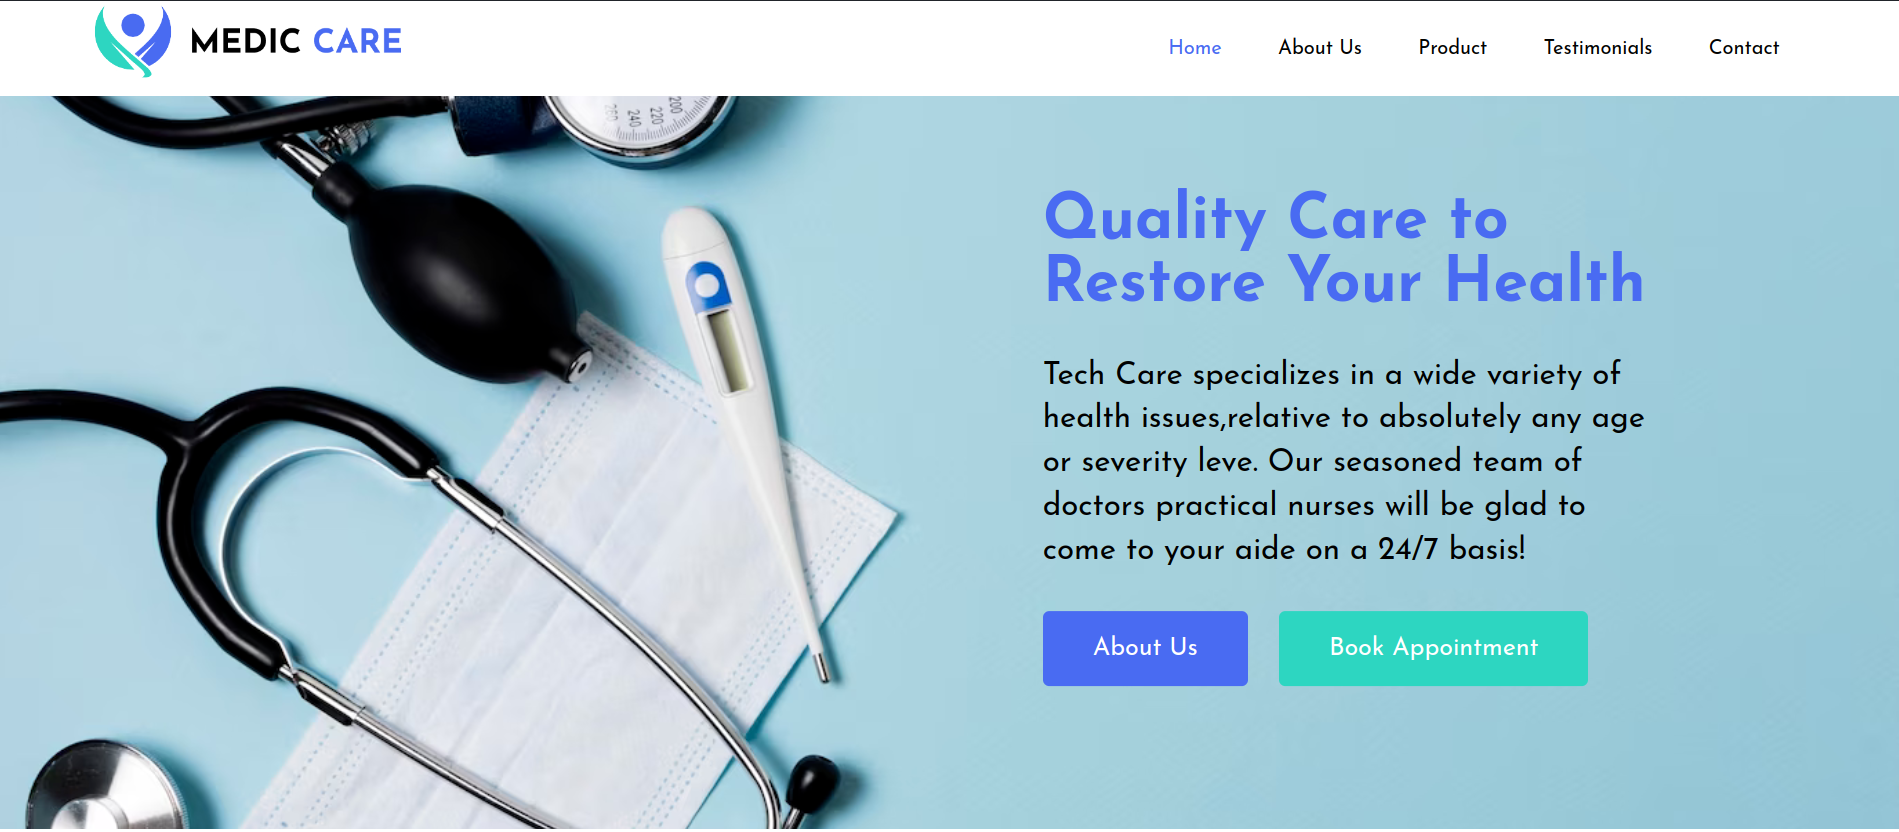 MEDIC CARE
Home About Us Product Testimonials Contact
260 240 220 200
Quality Care to
Restore Your Health
Tech Care specializes in a wide variety of
health issues,relative to absolutely any age
or severity leve. Our seasoned team of
doctors practical nurses will be glad to
come to your aide on a 24/7 basis!
About Us Book Appointment